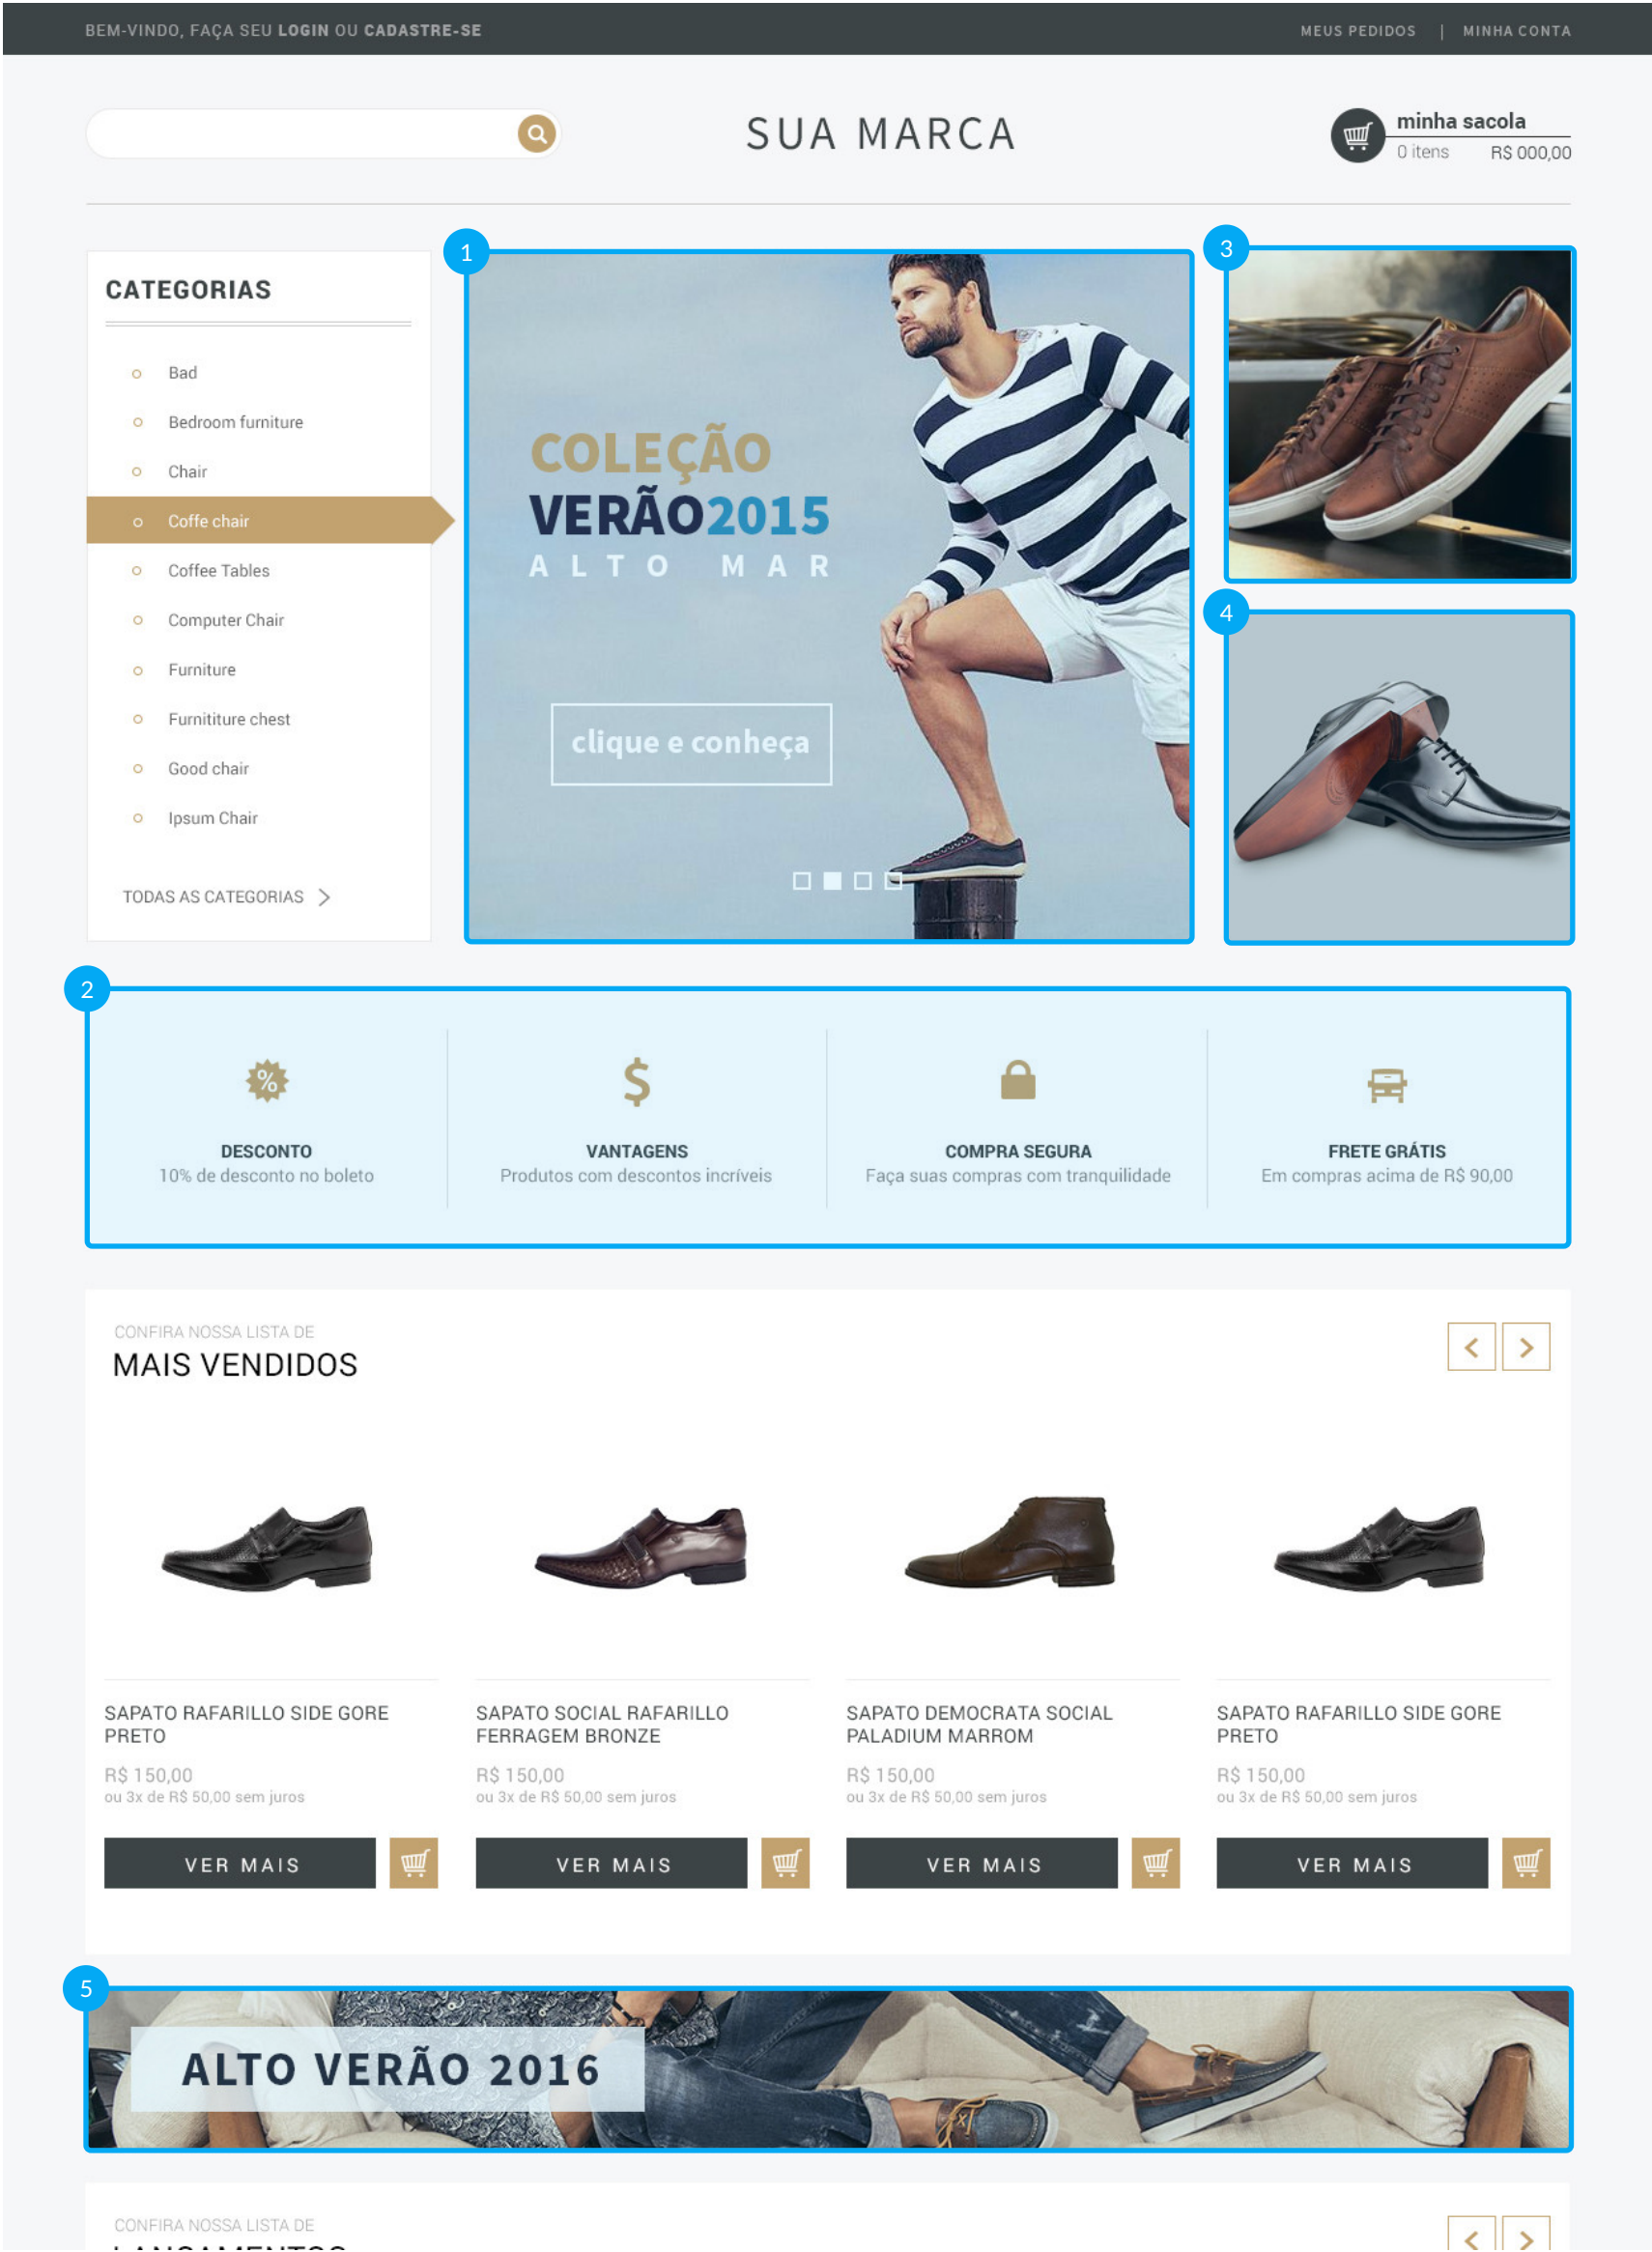 BEM-VINDO, FAÇA SEU LOGIN OU CADASTRE-SE
MEUS PEDIDOS | MINHA CONTA
SUA MARCA
minha sacola
0 itens R$ 000,00
CATEGORIAS
Bad
Bedroom furniture
Chair
Coffe chair
Coffee Tables
Computer Chair
Furniture
Furnititure chest
Good chair
Ipsum Chair
TODAS AS CATEGORIAS
1
COLEÇÃO
VERÃO2015
ALTO MAR
clique e conheça
3
4
2
%
$
DESCONTO
10% de desconto no boleto
VANTAGENS
Produtos com descontos incríveis
COMPRA SEGURA
Faça suas compras com tranquilidade
FRETE GRÁTIS
Em compras acima de R$ 90,00
CONFIRA NOSSA LISTA DE
MAIS VENDIDOS
SAPATO RAFARILLO SIDE GORE
PRETO
R$ 150,00
ou 3x de R$ 50,00 sem juros
VER MAIS
SAPATO SOCIAL RAFARILLO
FERRAGEM BRONZE
R$ 150,00
ou 3x de R$ 50,00 sem juros
VER MAIS
SAPATO DEMOCRATA SOCIAL
PALADIUM MARROM
R$ 150,00
ou 3x de R$ 50,00 sem juros
VER MAIS
SAPATO RAFARILLO SIDE GORE
PRETO
R$ 150,00
ou 3x de R$ 50,00 sem juros
VER MAIS
5
ALTO VERÃO 2016
CONFIRA NOSSA LISTA DE
LANÇAMENTOS